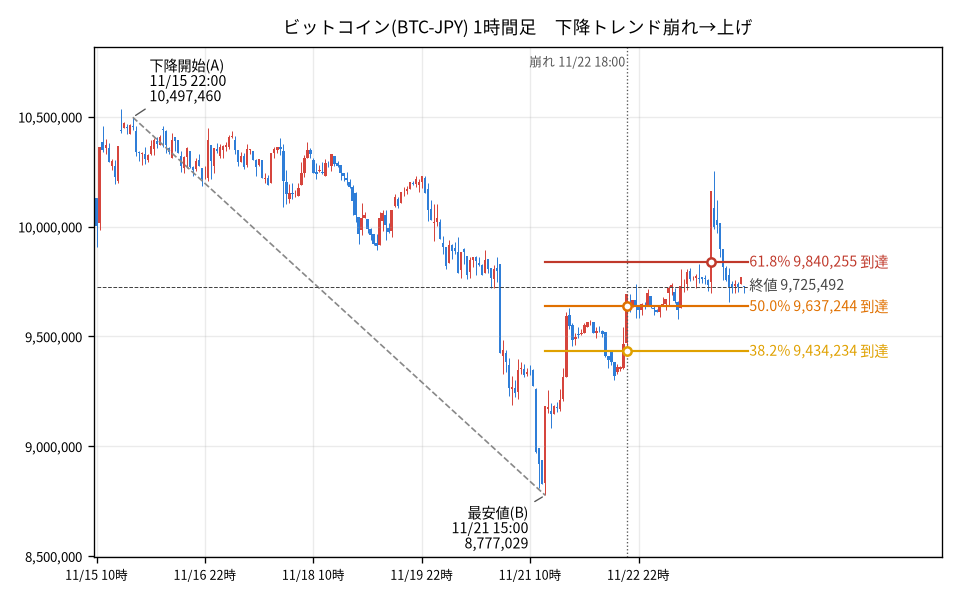 ビットコイン(BTC-JPY) 1時間足　下降トレンド崩れ→上げ
下降開始(A)
11/15 22:00
10,497,460
崩れ 11/22 18:00
10,500,000
10,000,000
9,500,000
9,000,000
8,500,000
61.8% 9,840,255 到達
終値 9,725,492
50.0% 9,637,244 到達
38.2% 9,434,234 到達
最安値(B)
11/21 15:00
8,777,029
11/15 10時
11/16 22時
11/18 10時
11/19 22時
11/21 10時
11/22 22時